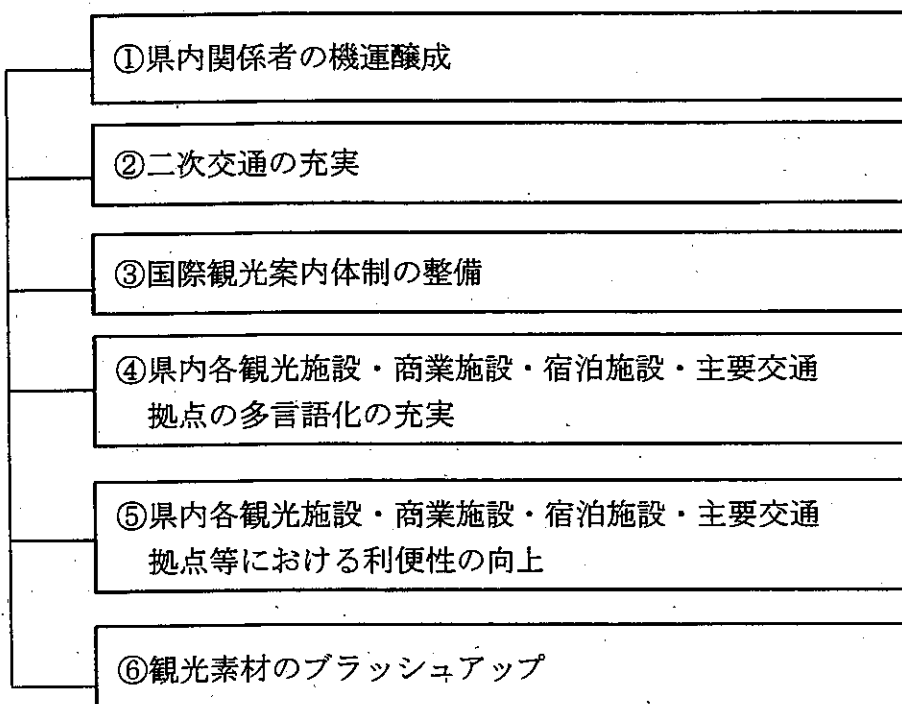 ①県内関係者の機運醸成
②二次交通の充実
③国際観光案内体制の整備
④県内各観光施設・商業施設・宿泊施設・主要交通
拠点の多言語化の充実
⑤県内各観光施設・商業施設・宿泊施設・主要交通
拠点等における利便性の向上
⑥観光素材のブラッシュアップ